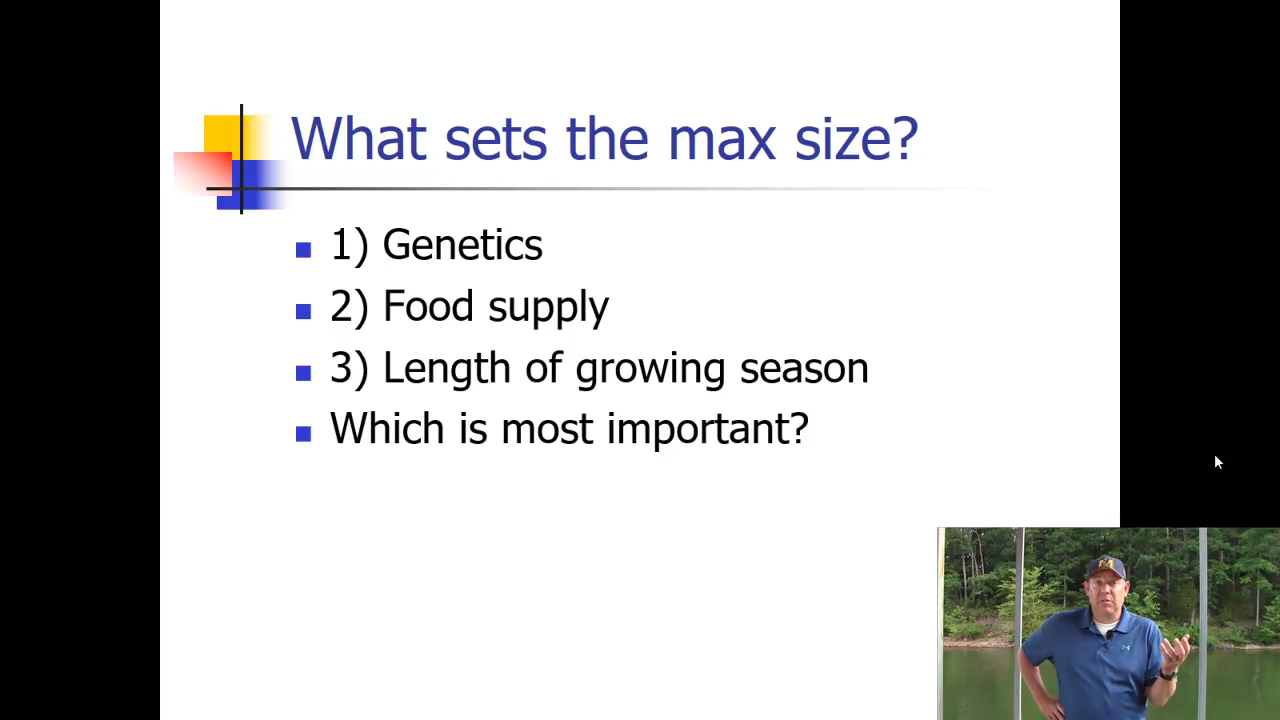 What sets the max size?
1) Genetics
2) Food supply
3) Length of growing season
Which is most important?